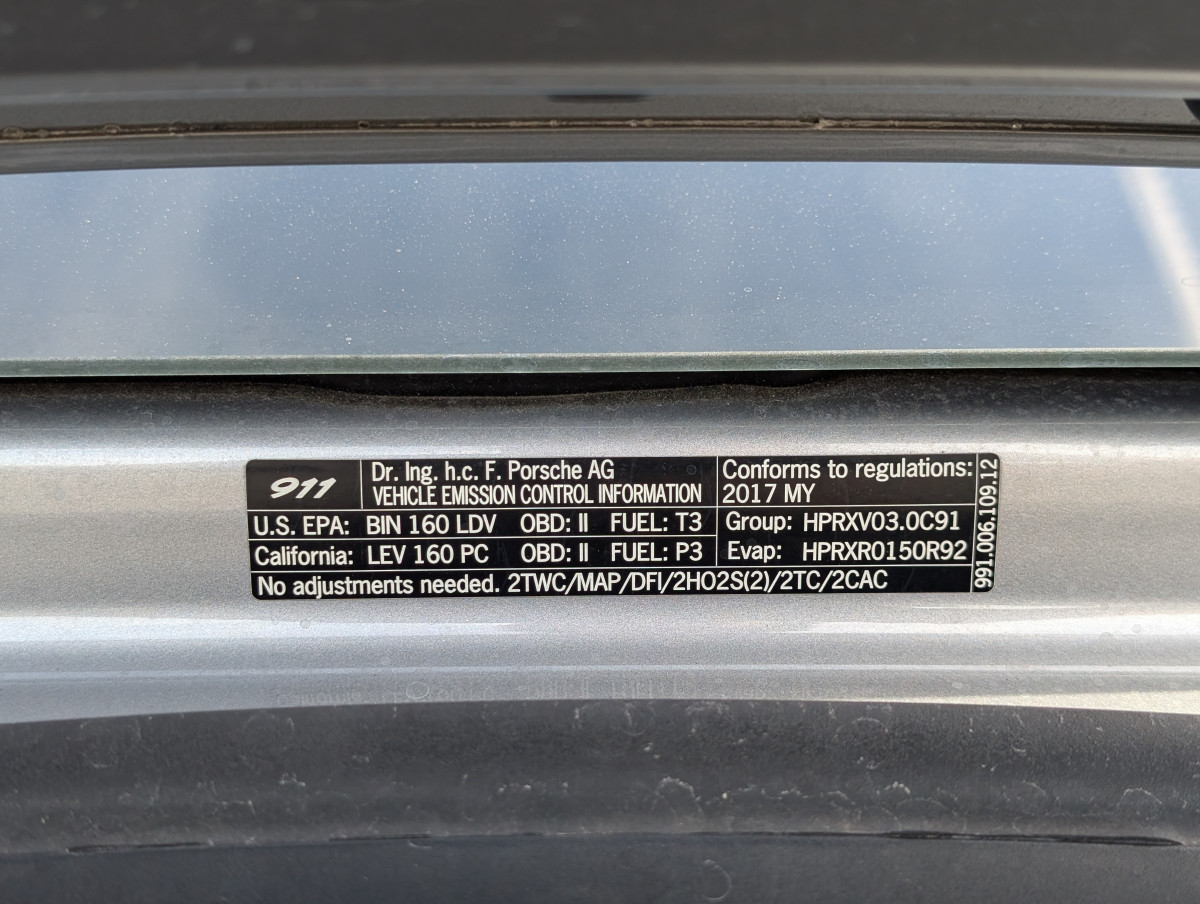 911
Dr. Ing. h.c. F. Porsche AG
VEHICLE EMISSION CONTROL INFORMATION
Conforms to regulations:
2017 MY
U.S. EPA: BIN 160 LDV OBD: II FUEL: T3
Group: HPRXV03.0C91
California: LEV 160 PC OBD: II FUEL: P3
Evap: HPRXR0150R92
No adjustments needed. 2TWC/MAP/DFI/2HO2S(2)/2TC/2CAC
991.006.109.12